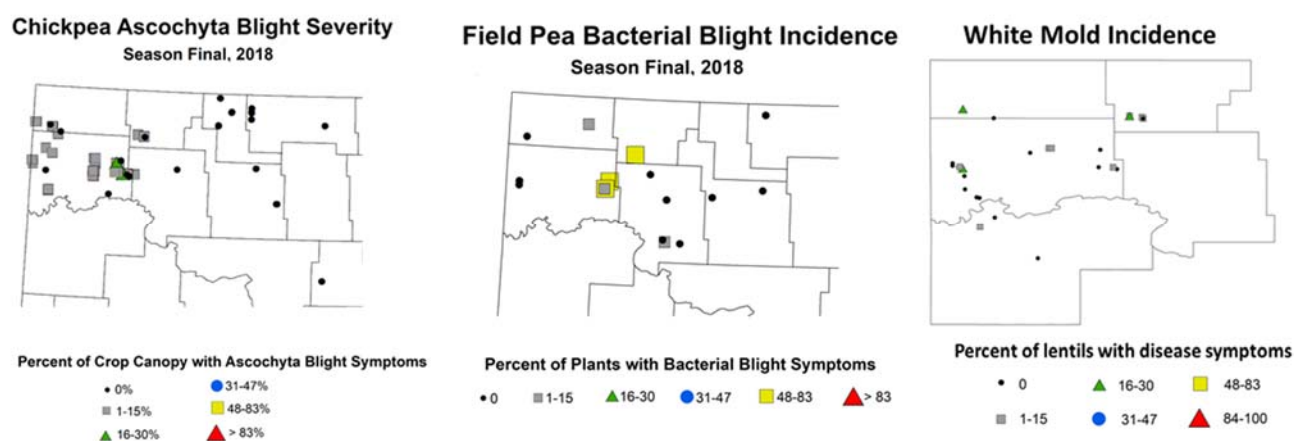 Chickpea Ascochyta Blight Severity
Season Final, 2018
Percent of Crop Canopy with Ascochyta Blight Symptoms
0%
1-15%
16-30%
31-47%
48-83%
> 83%
Field Pea Bacterial Blight Incidence
Season Final, 2018
Percent of Plants with Bacterial Blight Symptoms
0 1-15 16-30 31-47 48-83 > 83
White Mold Incidence
Percent of lentils with disease symptoms
0 16-30 48-83
1-15 31-47 84-100